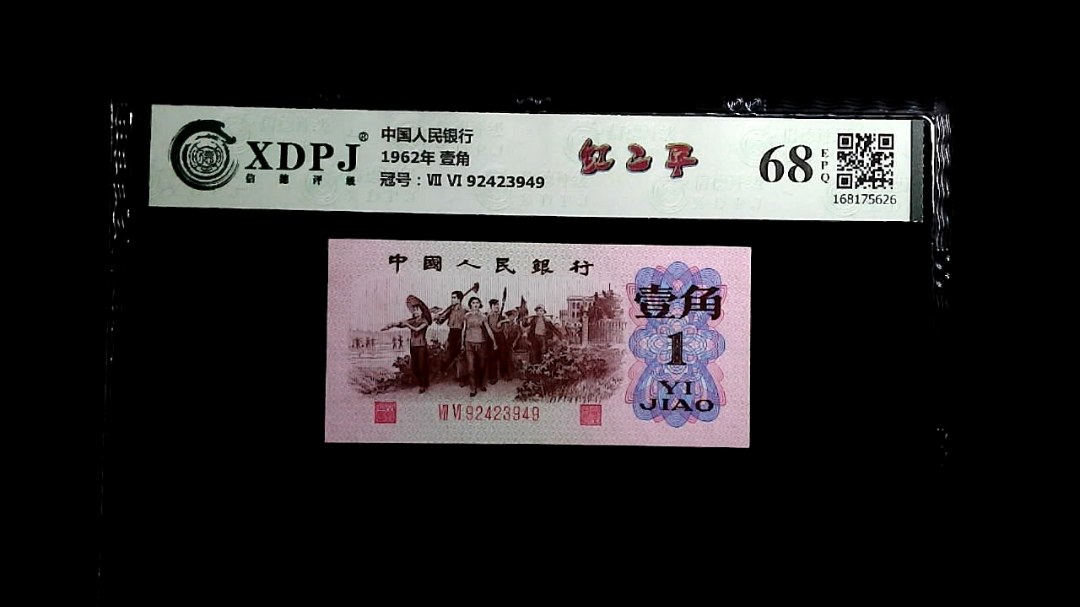 XDPJ®
信德评级
中国人民银行
1962年 壹角
冠号：Ⅶ Ⅵ 92423949
红二平
68
EPQ
168175626
中國人民銀行
壹角
1
YI
JIAO
Ⅶ Ⅵ 92423949